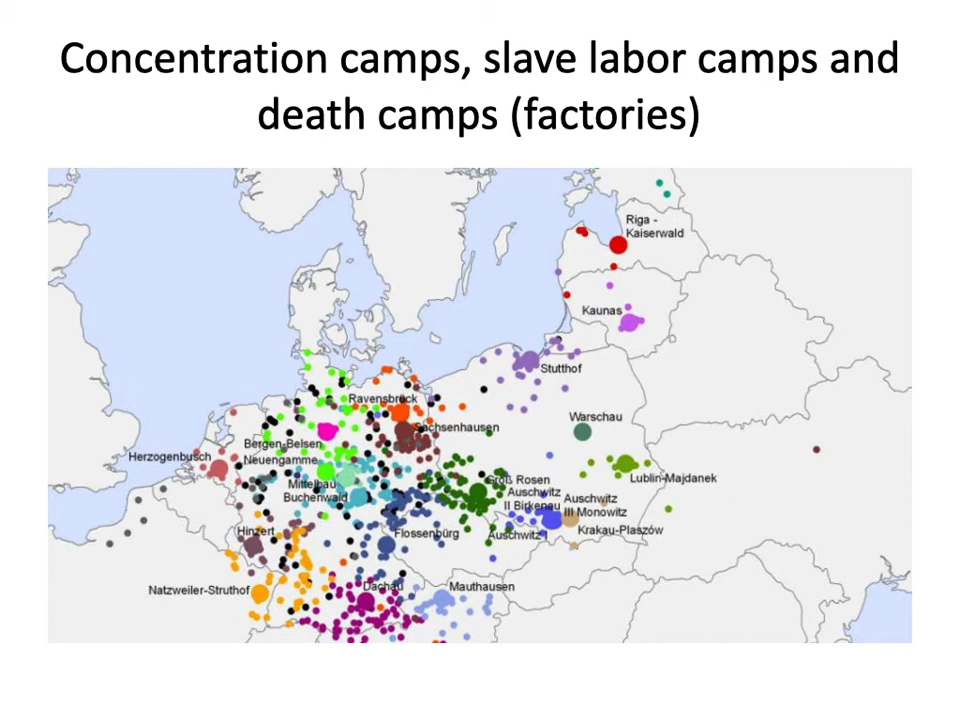 Concentration camps, slave labor camps and
death camps (factories)
Riga -
Kaiserwald
Kaunas
Stutthof
Ravensbrück
Sachsenhausen
Warschau
Bergen-Belsen
Herzogenbusch
Neuengamme
Lublin-Majdanek
Mittelbau
Groß Rosen
Buchenwald
Auschwitz
II Birkenau
Auschwitz
III Monowitz
Hinzert
Flossenbürg
Auschwitz I
Krakau-Plaszów
Natzweiler-Struthof
Dachau
Mauthausen